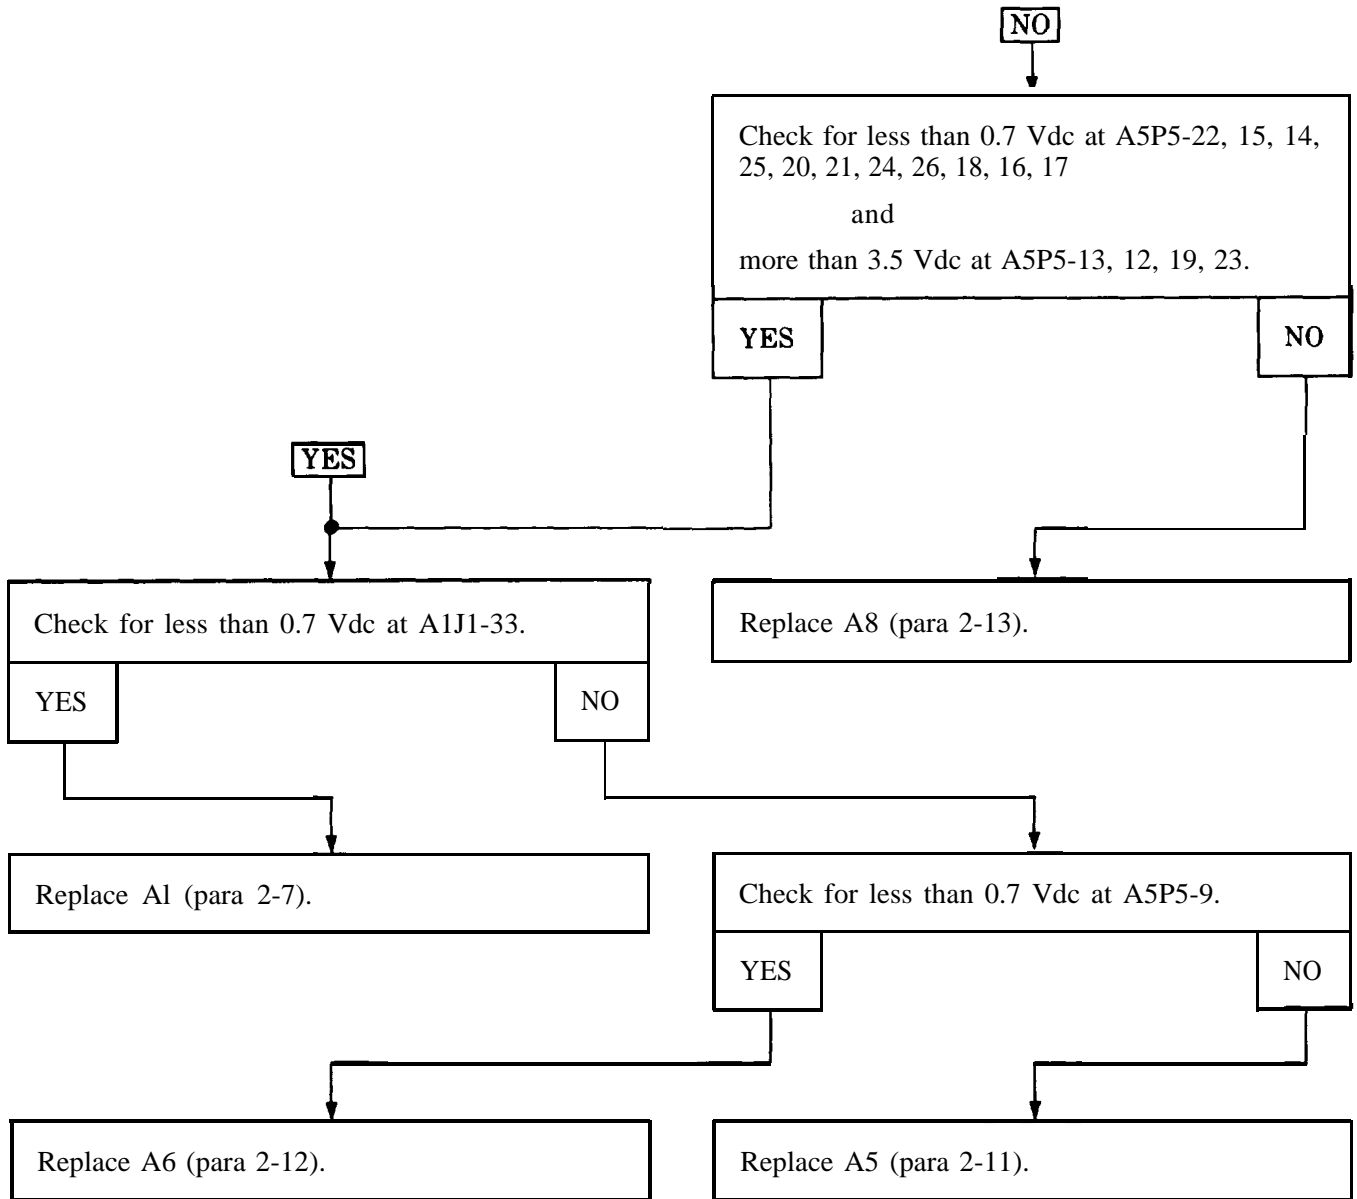 NO
Check for less than 0.7 Vdc at A5P5-22, 15, 14,
25, 20, 21, 24, 26, 18, 16, 17
and
more than 3.5 Vdc at A5P5-13, 12, 19, 23.
YES
NO
YES
Check for less than 0.7 Vdc at A1J1-33.
Replace A8 (para 2-13).
YES
NO
Replace Al (para 2-7).
Check for less than 0.7 Vdc at A5P5-9.
YES
NO
Replace A6 (para 2-12).
Replace A5 (para 2-11).